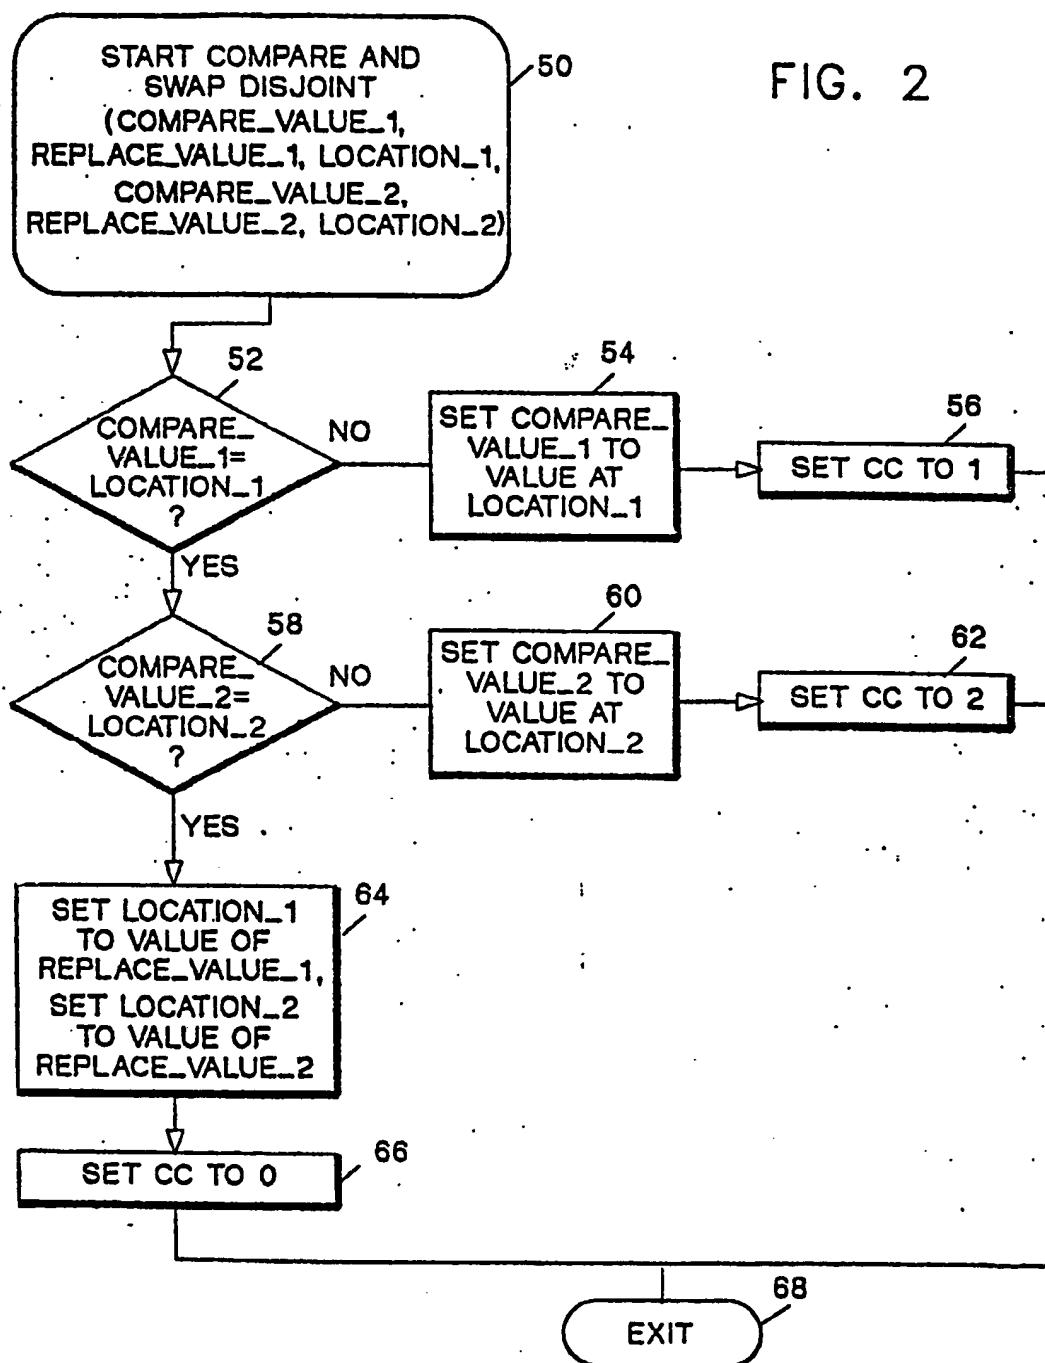 START COMPARE AND
SWAP DISJOINT
(COMPARE_VALUE_1,
REPLACE_VALUE_1, LOCATION_1,
COMPARE_VALUE_2,
REPLACE_VALUE_2, LOCATION_2)
50
FIG. 2
52
COMPARE_
VALUE_1=
LOCATION_1
?
NO
54
SET COMPARE_
VALUE_1 TO
VALUE AT
LOCATION_1
56
SET CC TO 1
YES
58
COMPARE_
VALUE_2=
LOCATION_2
?
NO
60
SET COMPARE_
VALUE_2 TO
VALUE AT
LOCATION_2
62
SET CC TO 2
YES
64
SET LOCATION_1
TO VALUE OF
REPLACE_VALUE_1,
SET LOCATION_2
TO VALUE OF
REPLACE_VALUE_2
66
SET CC TO 0
68
EXIT